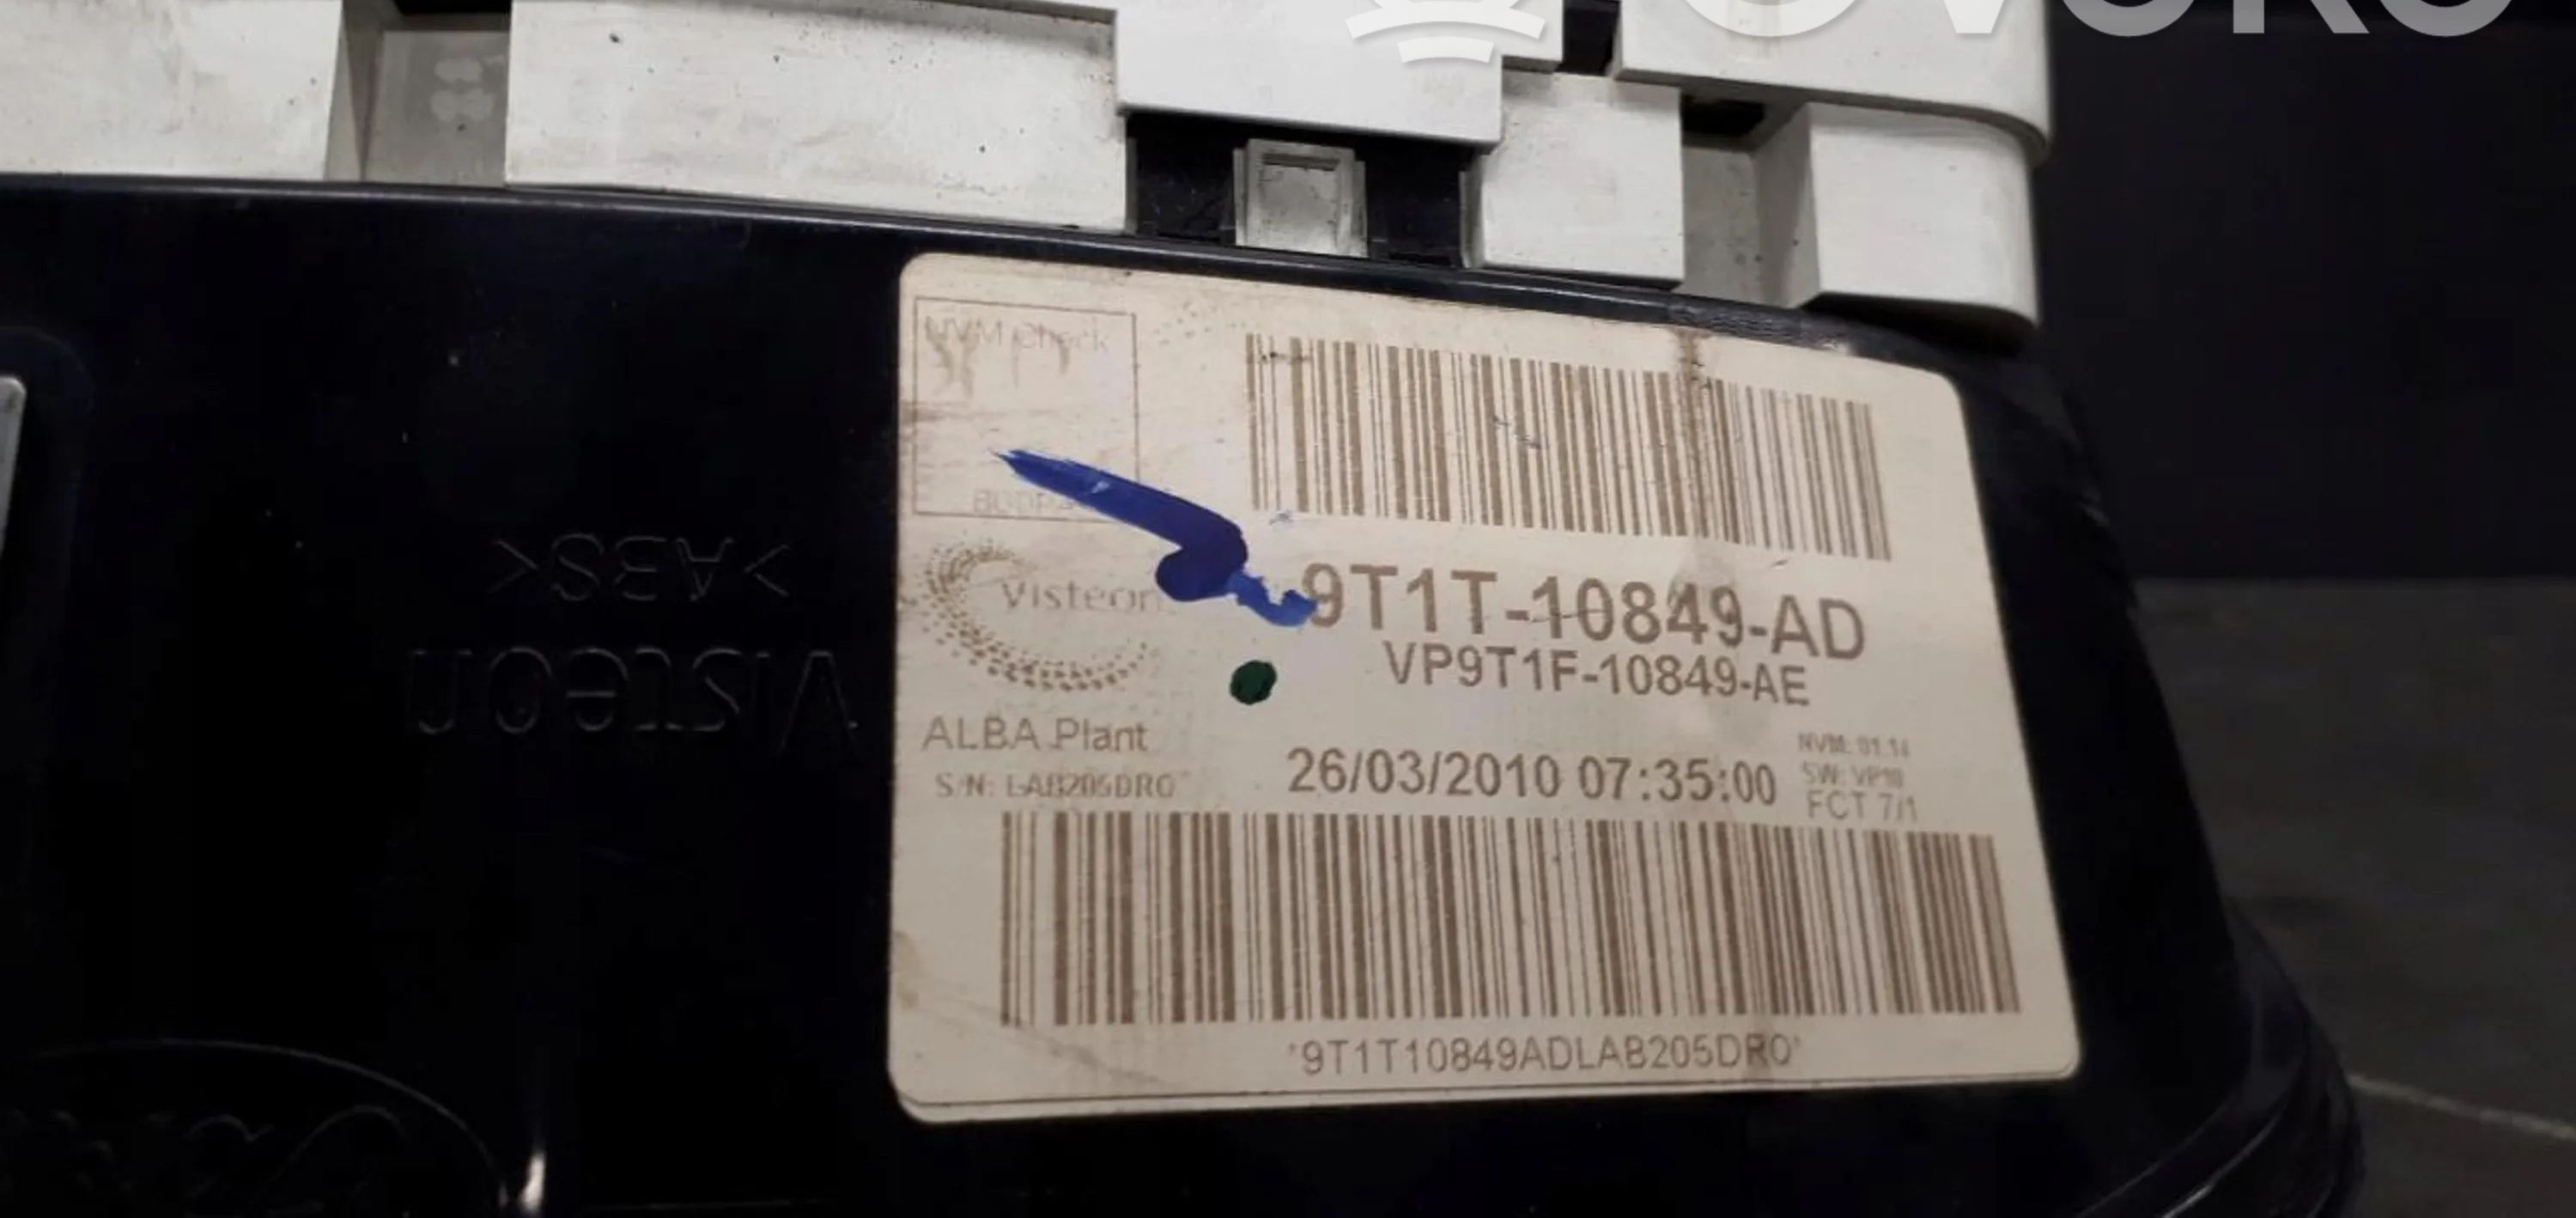 NVM Check
Visteon
9T1T-10849-AD
VP9T1F-10849-AE
ALBA Plant
S/N: LAB205DRO
26/03/2010 07:35:00
NVM: 01.14
SW: VP10
FCT 7/1
*9T1T10849ADLAB205DRO*
>ABS<
Visteon